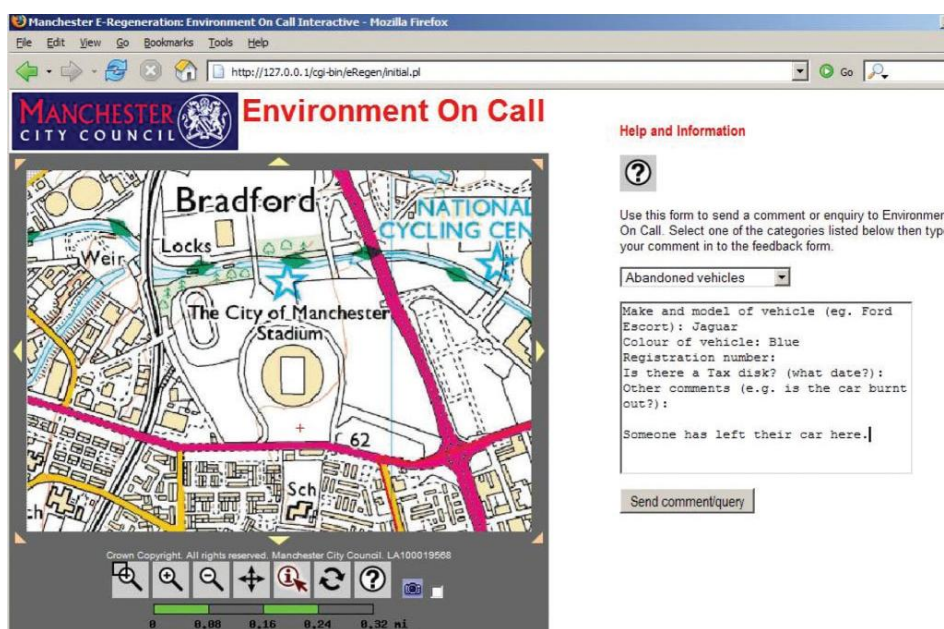 Manchester E-Regeneration: Environment On Call Interactive - Mozilla Firefox
File Edit View Go Bookmarks Tools Help
http://127.0.0.1/cgi-bin/eRegen/initial.pl
Go
MANCHESTER
CITY COUNCIL
Environment On Call
Bradford
NATIONAL
CYCLING CEN
Locks
Weir
The City of Manchester
Stadium
62
Sch
ch
Crown Copyright. All rights reserved. Manchester City Council. LA100019568
0 0.08 0.16 0.24 0.32 mi
Help and Information
?
Use this form to send a comment or enquiry to Environmen
On Call. Select one of the categories listed below then type
your comment in to the feedback form.
Abandoned vehicles
Make and model of vehicle (eg. Ford
Escort): Jaguar
Colour of vehicle: Blue
Registration number:
Is there a Tax disk? (what date?):
Other comments (e.g. is the car burnt
out?):
Someone has left their car here.
Send comment/query